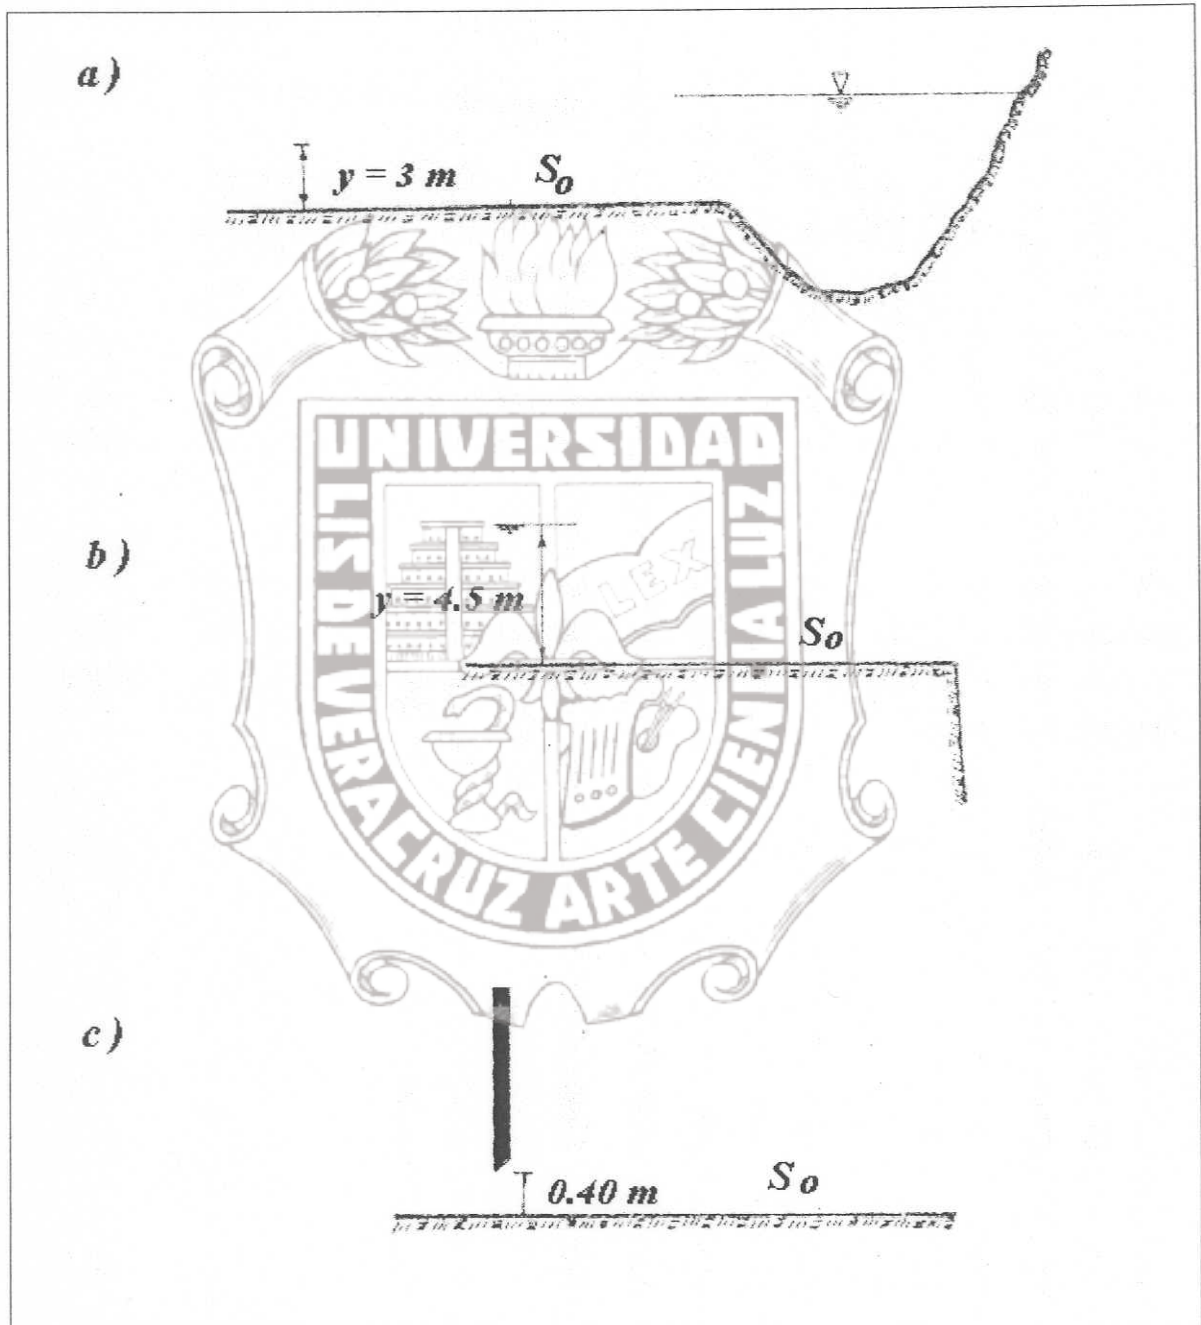 a)
y = 3 m
So
UNIVERSIDAD
LIS DE VERACRUZ ARTE CIENCIA LUZ
LEX
b)
y = 4.5 m
So
c)
0.40 m
So